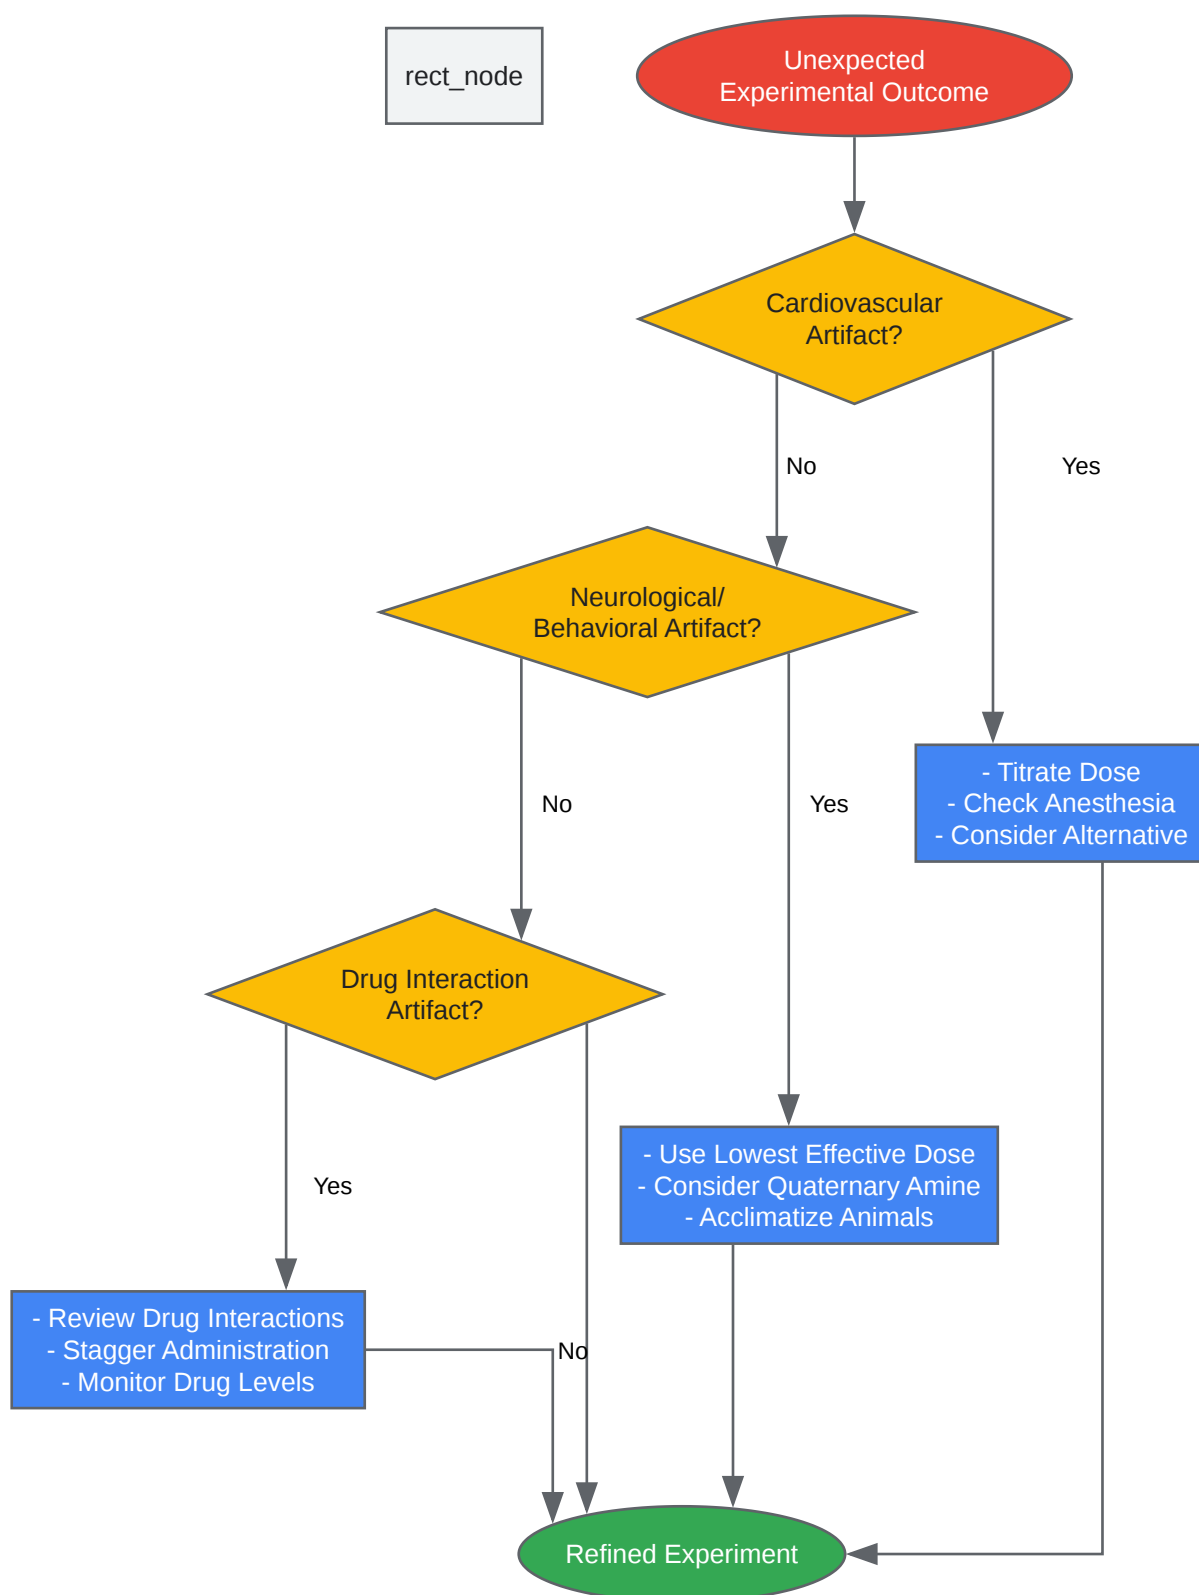 rect_node
Unexpected
Experimental Outcome
Cardiovascular
Artifact?
No
Yes
Neurological/
Behavioral Artifact?
- Titrate Dose
- Check Anesthesia
- Consider Alternative
No
Yes
Drug Interaction
Artifact?
- Use Lowest Effective Dose
- Consider Quaternary Amine
- Acclimatize Animals
Yes
- Review Drug Interactions
- Stagger Administration
- Monitor Drug Levels
No
Refined Experiment